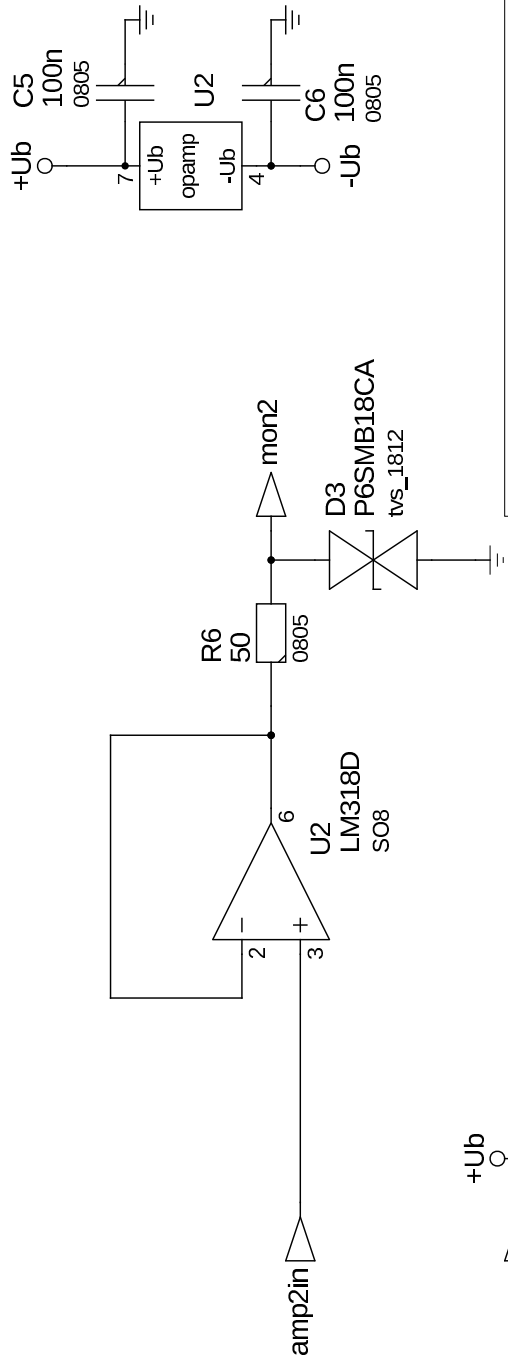 amp2in
2
−
3
+
6
U2
LM318D
SO8
R6
50
0805
mon2
D3
P6SMB18CA
tvs_1812
+Ub
7
C5
100n
0805
+Ub
opamp
-Ub
U2
4
C6
100n
0805
-Ub
+Ub